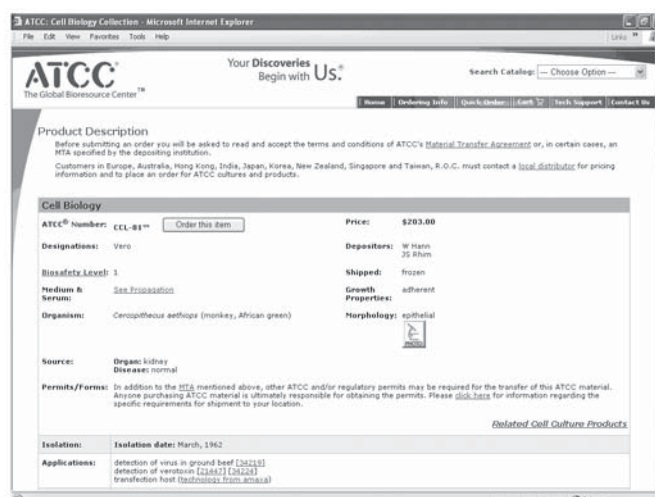 ATCC: Cell Biology Collection - Microsoft Internet Explorer
File Edit View Favorites Tools Help
Links »
ATCC
The Global Bioresource Center™
Your Discoveries
Begin with Us.®
Search Catalog: -- Choose Option --
Home Ordering Info Quick Order Cart Tech Support Contact Us
Product Description
Before submitting an order you will be asked to read and accept the terms and conditions of ATCC's Material Transfer Agreement or, in certain cases, an
MTA specified by the depositing institution.
Customers in Europe, Australia, Hong Kong, India, Japan, Korea, New Zealand, Singapore and Taiwan, R.O.C. must contact a local distributor for pricing
information and to place an order for ATCC cultures and products.
Cell Biology
ATCC® Number: CCL-81™ Order this item Price: $203.00
Designations: Vero Depositors: W Hann
JS Rhim
Biosafety Level: 1 Shipped: frozen
Medium & Serum: See Propagation Growth Properties: adherent
Organism: Cercopithecus aethiops (monkey, African green) Morphology: epithelial
PHOTO
Source: Organ: kidney
Disease: normal
Permits/Forms: In addition to the MTA mentioned above, other ATCC and/or regulatory permits may be required for the transfer of this ATCC material.
Anyone purchasing ATCC material is ultimately responsible for obtaining the permits. Please click here for information regarding the
specific requirements for shipment to your location.
Related Cell Culture Products
Isolation: Isolation date: March, 1962
Applications: detection of virus in ground beef [34219]
detection of verotoxin [21447] [34224]
transfection host (technology from amaxa)